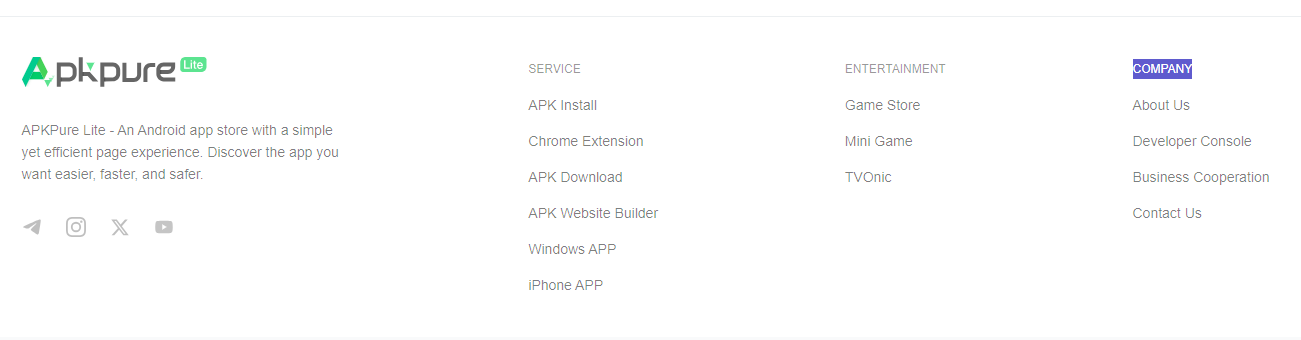 Apkpure Lite
APKPure Lite - An Android app store with a simple
yet efficient page experience. Discover the app you
want easier, faster, and safer.
SERVICE
APK Install
Chrome Extension
APK Download
APK Website Builder
Windows APP
iPhone APP
ENTERTAINMENT
Game Store
Mini Game
TVOnic
COMPANY
About Us
Developer Console
Business Cooperation
Contact Us